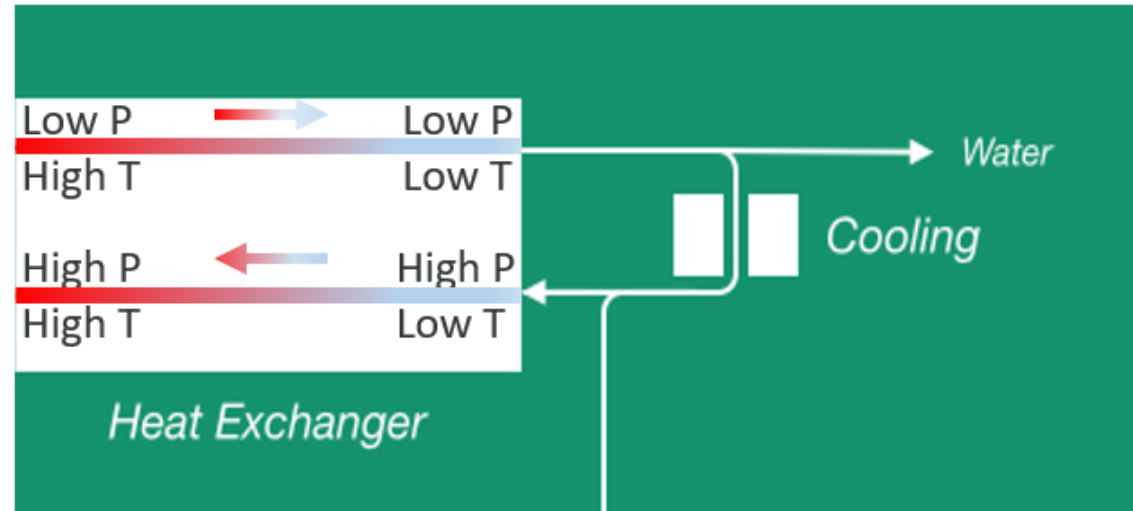 Low P
Low P
High T
Low T
Water
Cooling
High P
High P
High T
Low T
Heat Exchanger